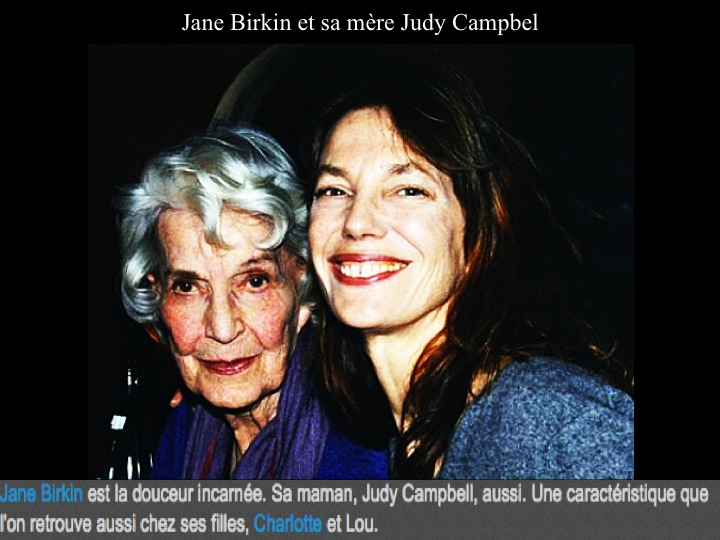 Jane Birkin et sa mère Judy Campbel
Jane Birkin est la douceur incarnée. Sa maman, Judy Campbell, aussi. Une caractéristique que
l'on retrouve aussi chez ses filles, Charlotte et Lou.